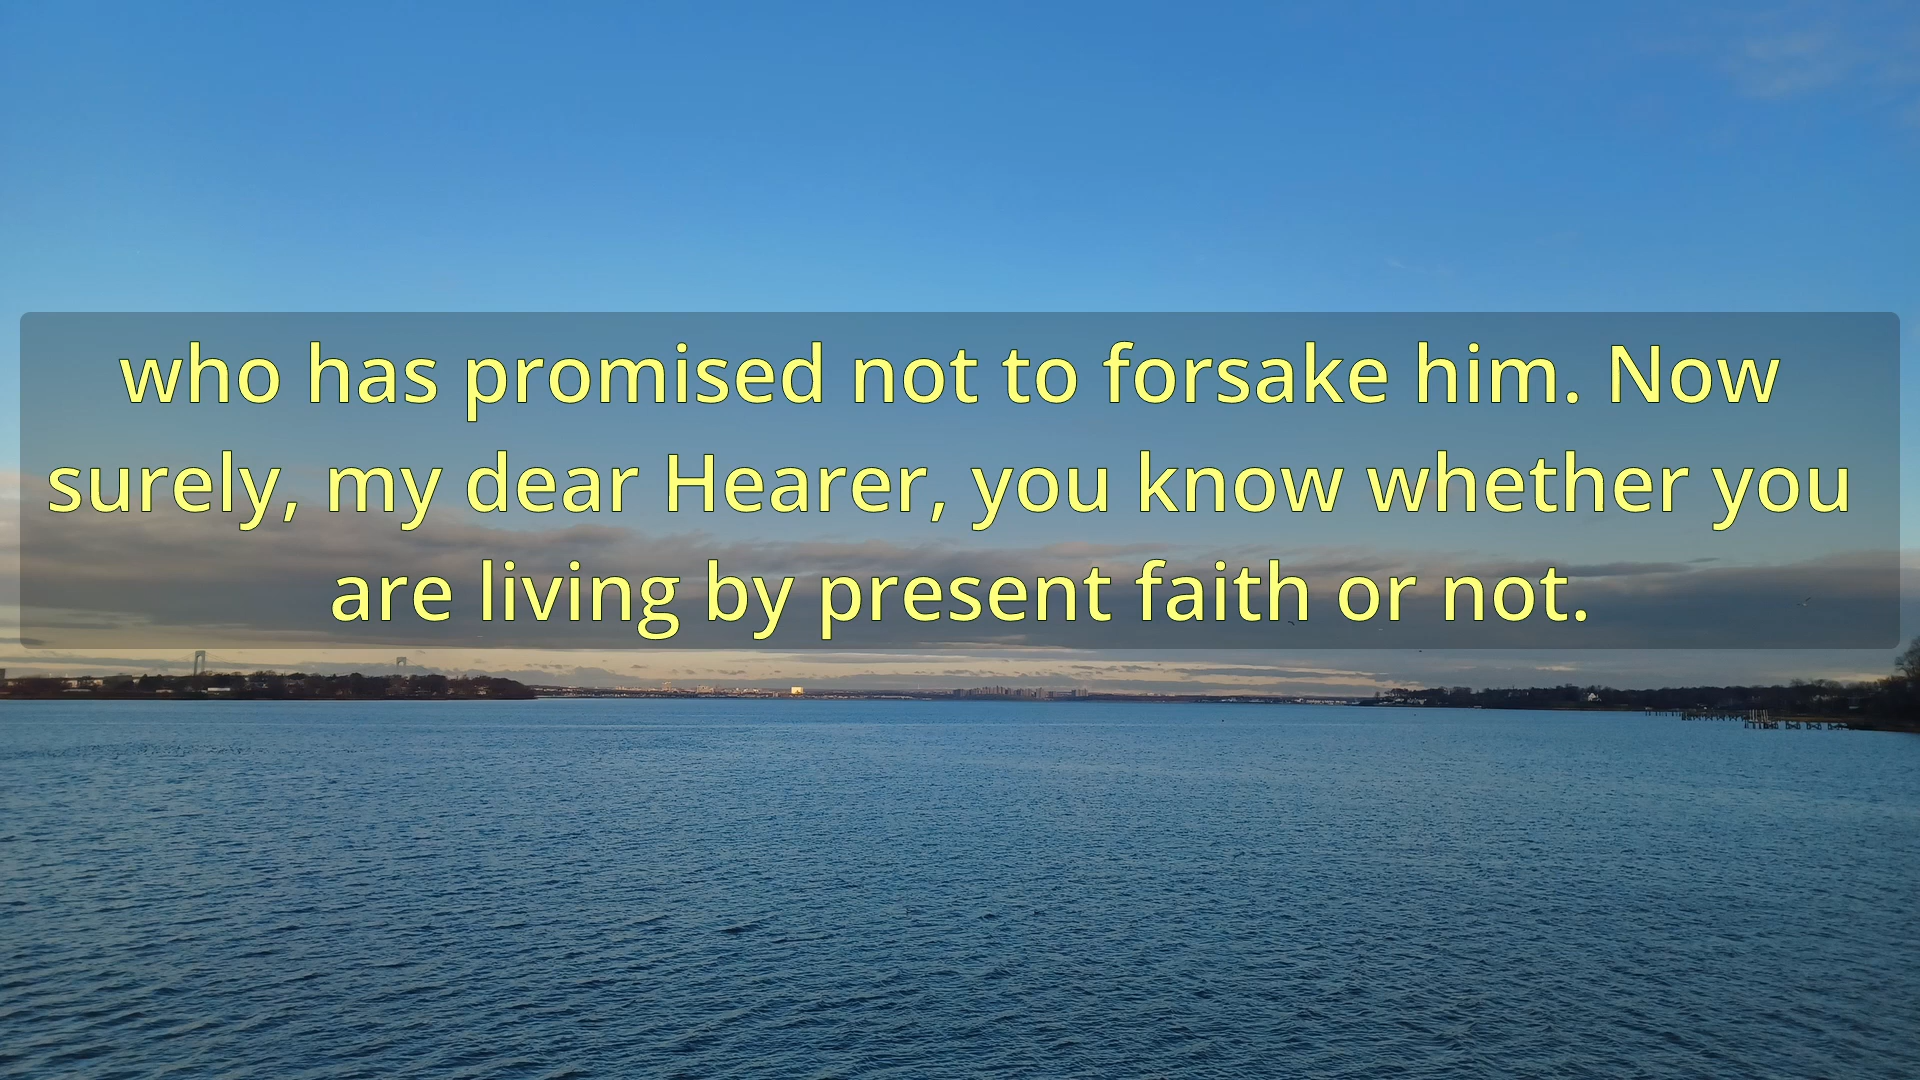 who has promised not to forsake him. Now
surely, my dear Hearer, you know whether you
are living by present faith or not.